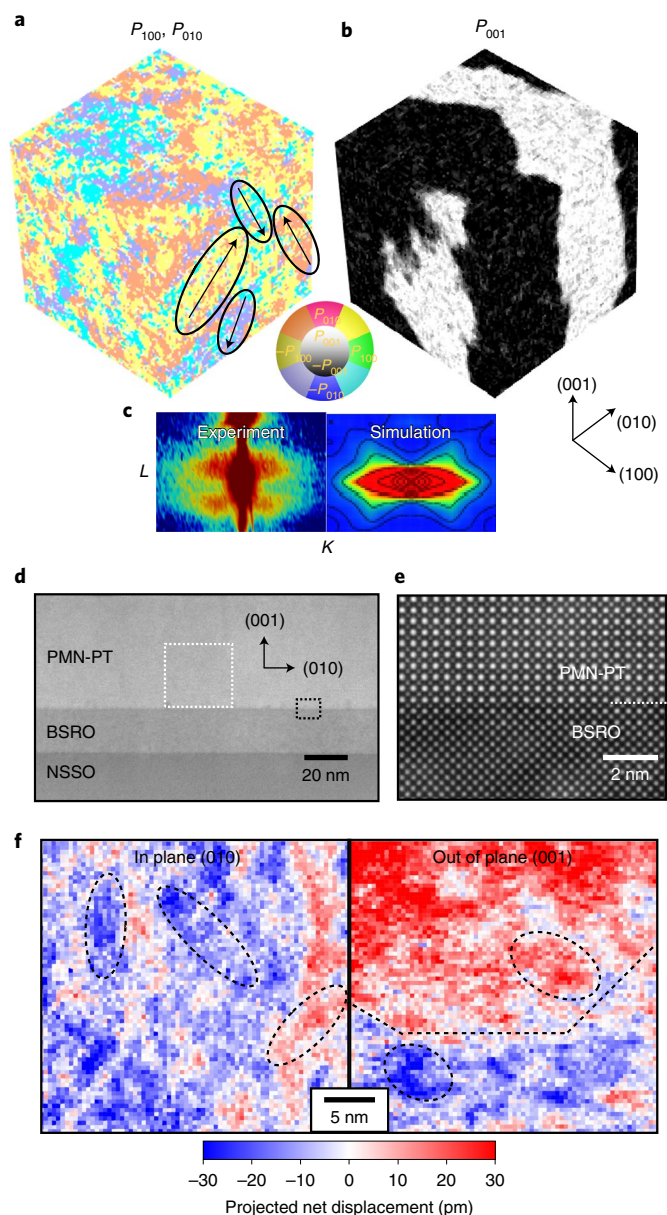 a
P100, P010
b
P001
P010
P001
–P100
P100
–P00
–P010
(001)
(010)
(100)
c
Experiment
Simulation
L
K
d
e
(001)
PMN-PT
(010)
PMN-PT
BSRO
BSRO
20 nm
2 nm
NSSO
f
In plane (010)
Out of plane (001)
5 nm
–30
–20
–10
0
10
20
30
Projected net displacement (pm)